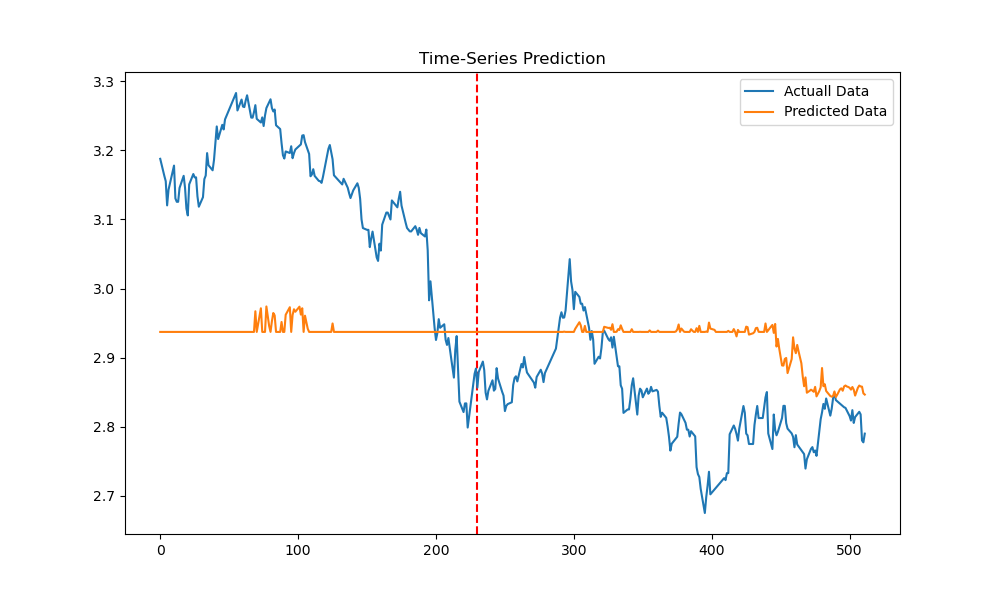 Time-Series Prediction
Actuall Data
Predicted Data
3.3
3.2
3.1
3.0
2.9
2.8
2.7
0 100 200 300 400 500